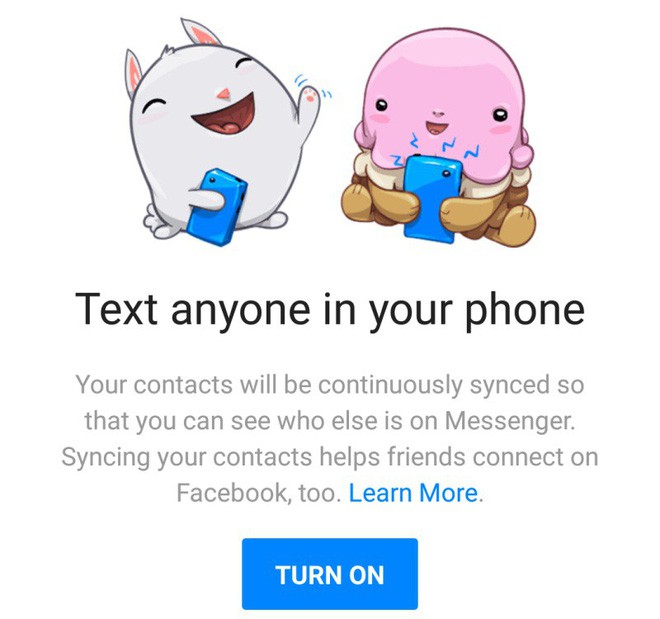 Text anyone in your phone
Your contacts will be continuously synced so
that you can see who else is on Messenger.
Syncing your contacts helps friends connect on
Facebook, too. Learn More.
TURN ON